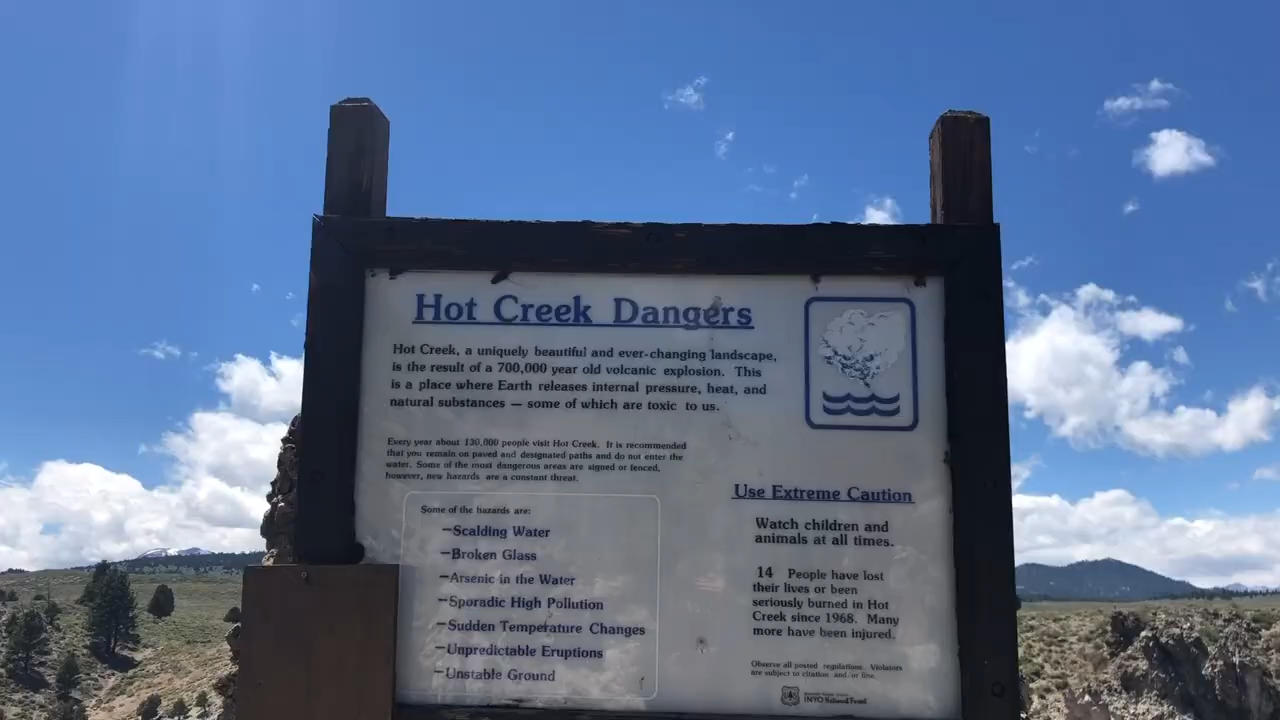 Hot Creek Dangers
Hot Creek, a uniquely beautiful and ever-changing landscape,
is the result of a 700,000 year old volcanic explosion. This
is a place where Earth releases internal pressure, heat, and
natural substances — some of which are toxic to us.
Every year about 130,000 people visit Hot Creek. It is recommended
that you remain on paved and designated paths and do not enter the
water. Some of the most dangerous areas are signed or fenced,
however, new hazards are a constant threat.
Some of the hazards are:
—Scalding Water
—Broken Glass
—Arsenic in the Water
—Sporadic High Pollution
—Sudden Temperature Changes
—Unpredictable Eruptions
—Unstable Ground
Use Extreme Caution
Watch children and
animals at all times.
14 People have lost
their lives or been
seriously burned in Hot
Creek since 1968. Many
more have been injured.
Observe all posted regulations. Violators
are subject to citation and/or fine.
INYO National Forest